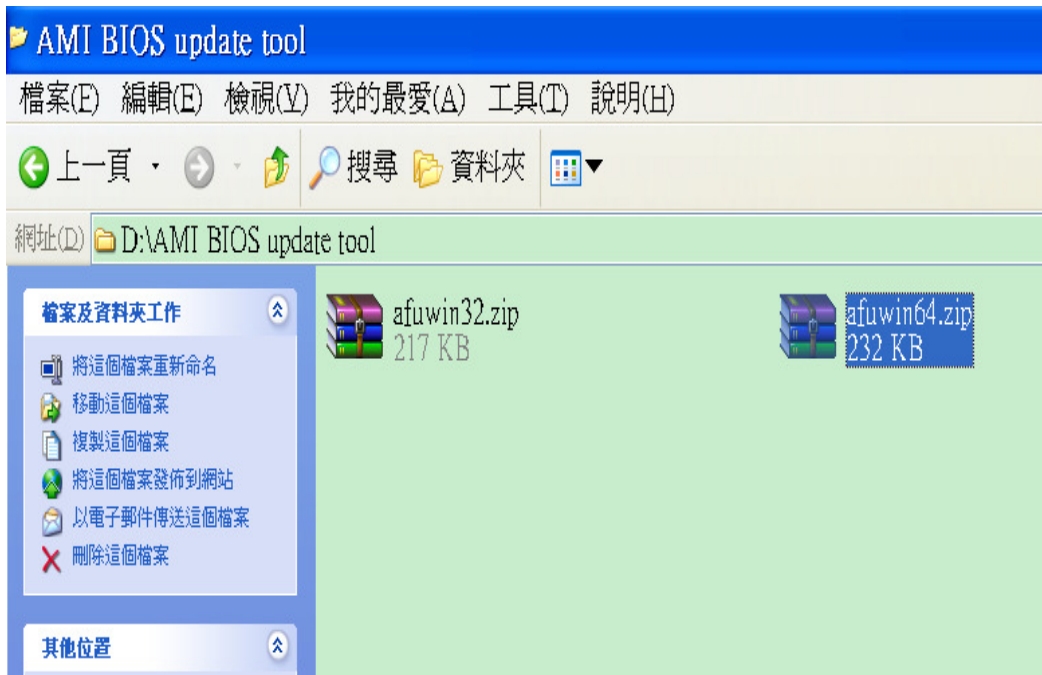 AMI BIOS update tool
檔案(F) 編輯(E) 檢視(V) 我的最愛(A) 工具(T) 說明(H)
上一頁 搜尋 資料夾
網址(D) D:\AMI BIOS update tool
檔案及資料夾工作
將這個檔案重新命名
移動這個檔案
複製這個檔案
將這個檔案發佈到網站
以電子郵件傳送這個檔案
刪除這個檔案
其他位置
afuwin32.zip
217 KB
afuwin64.zip
232 KB